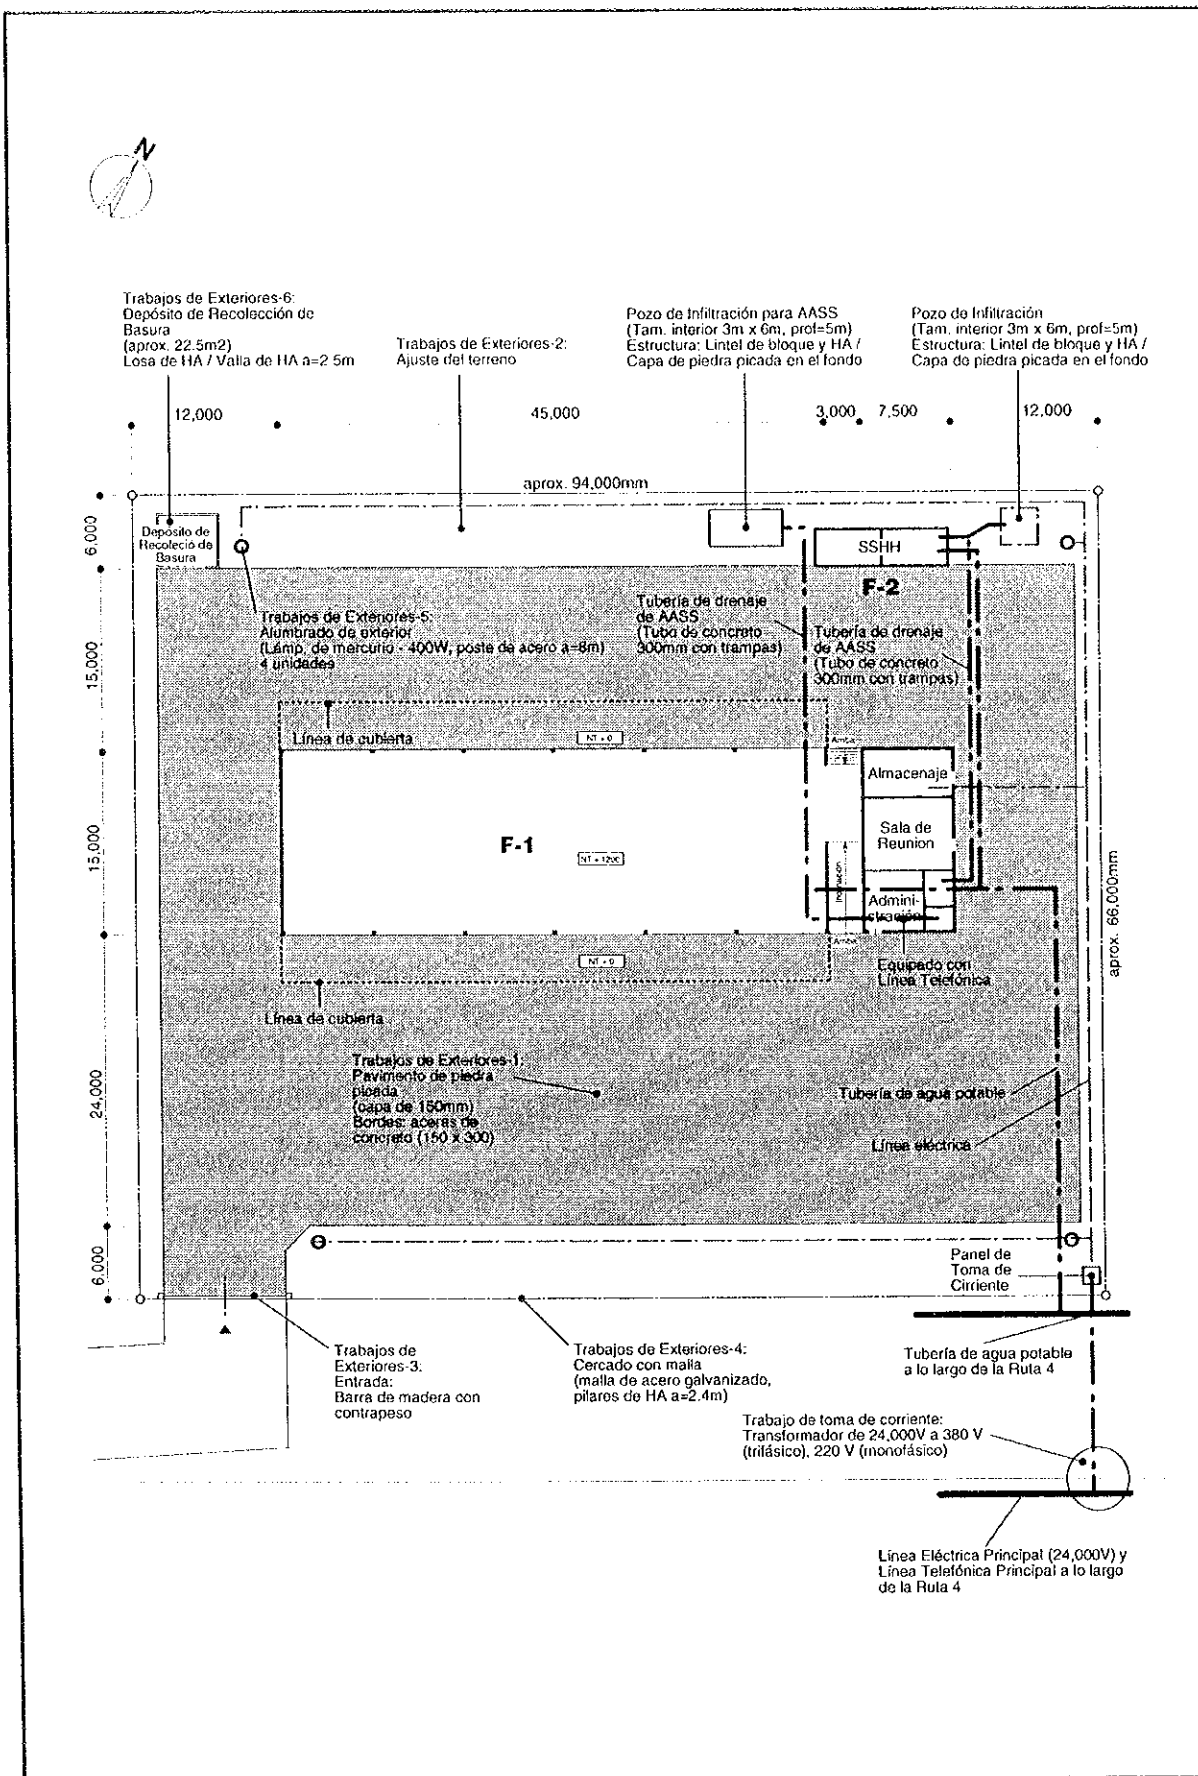 N
Trabajos de Exteriores-6:
Depósito de Recolección de
Basura
(aprox. 22.5m2)
Losa de HA / Valla de HA a=2.5m
Trabajos de Exteriores-2:
Ajuste del terreno
Pozo de Infiltración para AASS
(Tam. interior 3m x 6m, prof=5m)
Estructura: Lintel de bloque y HA /
Capa de piedra picada en el fondo
Pozo de Infiltración
(Tam. interior 3m x 6m, prof=5m)
Estructura: Lintel de bloque y HA /
Capa de piedra picada en el fondo
12,000
45,000
3,000
7,500
12,000
aprox. 94,000mm
6,000
15,000
15,000
24,000
6,000
Depósito de
Recoleció de
Basura
SSHH
F-2
Trabajos de Exteriores-5:
Alumbrado de exterior
(Lámp. de mercurio - 400W, poste de acero a=8m)
4 unidades
Tubería de drenaje
de AASS
(Tubo de concreto
300mm con trampas)
Tubería de drenaje
de AASS
(Tubo de concreto
300mm con trampas)
Línea de cubierta
NT + 0
Arriba
Almacenaje
F-1
NT + 1200
Sala de
Reunion
Inclinación
Admini-
stración
aprox. 66,000mm
NT + 0
Arriba
Equipado con
Línea Telefónica
Línea de cubierta
Trabajos de Exteriores-1:
Pavimento de piedra
picada
(capa de 150mm)
Bordes: aceras de
concreto (150 x 300)
Tubería de agua potable
Línea eléctrica
Panel de
Toma de
Cirriente
Trabajos de
Exteriores-3:
Entrada:
Barra de madera con
contrapeso
Trabajos de Exteriores-4:
Cercado con malla
(malla de acero galvanizado,
pilares de HA a=2.4m)
Tubería de agua potable
a lo largo de la Ruta 4
Trabajo de toma de corriente:
Transformador de 24,000V a 380 V
(trifásico), 220 V (monofásico)
Línea Eléctrica Principal (24,000V) y
Línea Telefónica Principal a lo largo
de la Ruta 4